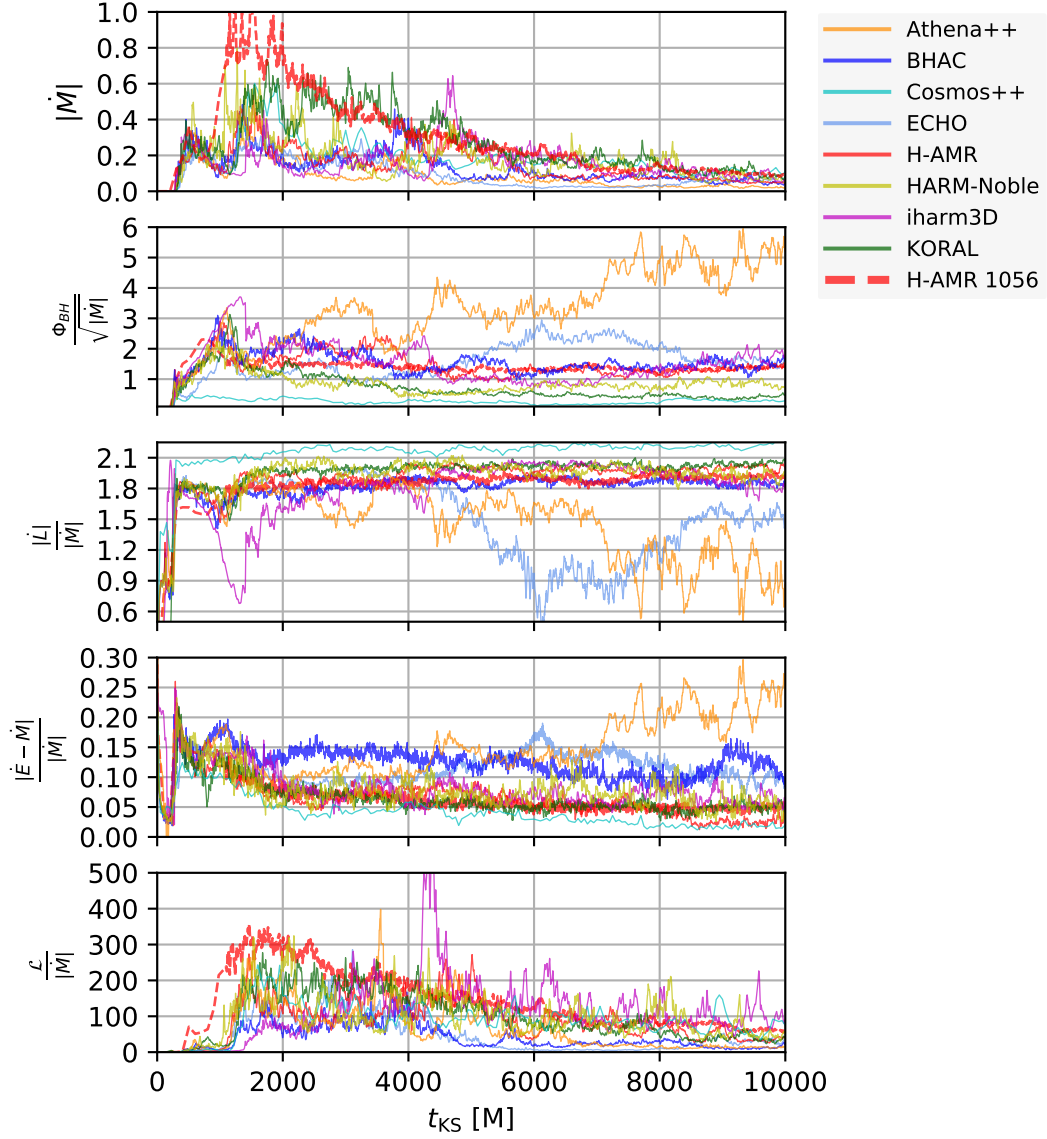 1.0
0.8
0.6
0.4
0.2
0.0
|Ṁ|
Athena++
BHAC
Cosmos++
ECHO
H-AMR
HARM-Noble
iharm3D
KORAL
H-AMR 1056
6
5
4
3
2
1
Φ_BH / √|Ṁ|
2.1
1.8
1.5
1.2
0.9
0.6
|L̇| / |Ṁ|
0.30
0.25
0.20
0.15
0.10
0.05
0.00
|Ė − Ṁ| / |Ṁ|
500
400
300
200
100
0
ℒ / |Ṁ|
0 2000 4000 6000 8000 10000
t_KS [M]